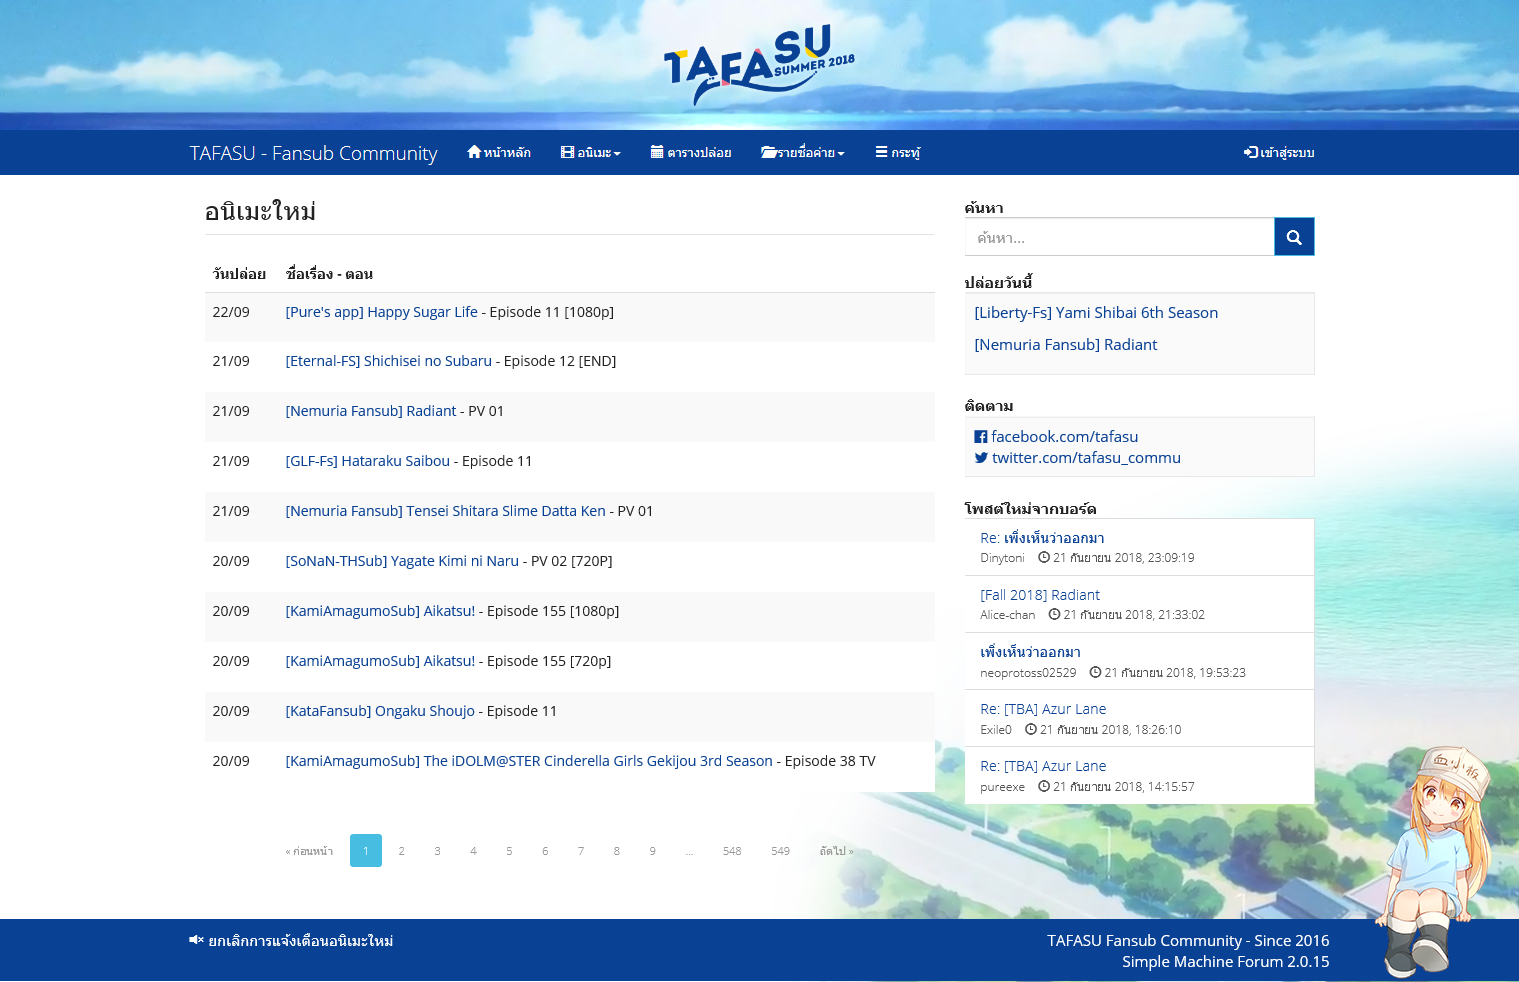 TAFASU
SUMMER 2018
TAFASU - Fansub Community
หน้าหลัก
อนิเมะ
ตารางปล่อย
รายชื่อค่าย
กระทู้
เข้าสู่ระบบ
อนิเมะใหม่
วันปล่อย ชื่อเรื่อง - ตอน
22/09 [Pure's app] Happy Sugar Life - Episode 11 [1080p]
21/09 [Eternal-FS] Shichisei no Subaru - Episode 12 [END]
21/09 [Nemuria Fansub] Radiant - PV 01
21/09 [GLF-Fs] Hataraku Saibou - Episode 11
21/09 [Nemuria Fansub] Tensei Shitara Slime Datta Ken - PV 01
20/09 [SoNaN-THSub] Yagate Kimi ni Naru - PV 02 [720P]
20/09 [KamiAmagumoSub] Aikatsu! - Episode 155 [1080p]
20/09 [KamiAmagumoSub] Aikatsu! - Episode 155 [720p]
20/09 [KataFansub] Ongaku Shoujo - Episode 11
20/09 [KamiAmagumoSub] The iDOLM@STER Cinderella Girls Gekijou 3rd Season - Episode 38 TV
« ก่อนหน้า 1 2 3 4 5 6 7 8 9 ... 548 549 ถัดไป »
ค้นหา
ค้นหา...
ปล่อยวันนี้
[Liberty-Fs] Yami Shibai 6th Season
[Nemuria Fansub] Radiant
ติดตาม
facebook.com/tafasu
twitter.com/tafasu_commu
โพสต์ใหม่จากบอร์ด
Re: เพิ่งเห็นว่าออกมา
Dinytoni 21 กันยายน 2018, 23:09:19
[Fall 2018] Radiant
Alice-chan 21 กันยายน 2018, 21:33:02
เพิ่งเห็นว่าออกมา
neoprotoss02529 21 กันยายน 2018, 19:53:23
Re: [TBA] Azur Lane
Exile0 21 กันยายน 2018, 18:26:10
Re: [TBA] Azur Lane
pureexe 21 กันยายน 2018, 14:15:57
血小板
ยกเลิกการแจ้งเตือนอนิเมะใหม่
TAFASU Fansub Community - Since 2016
Simple Machine Forum 2.0.15